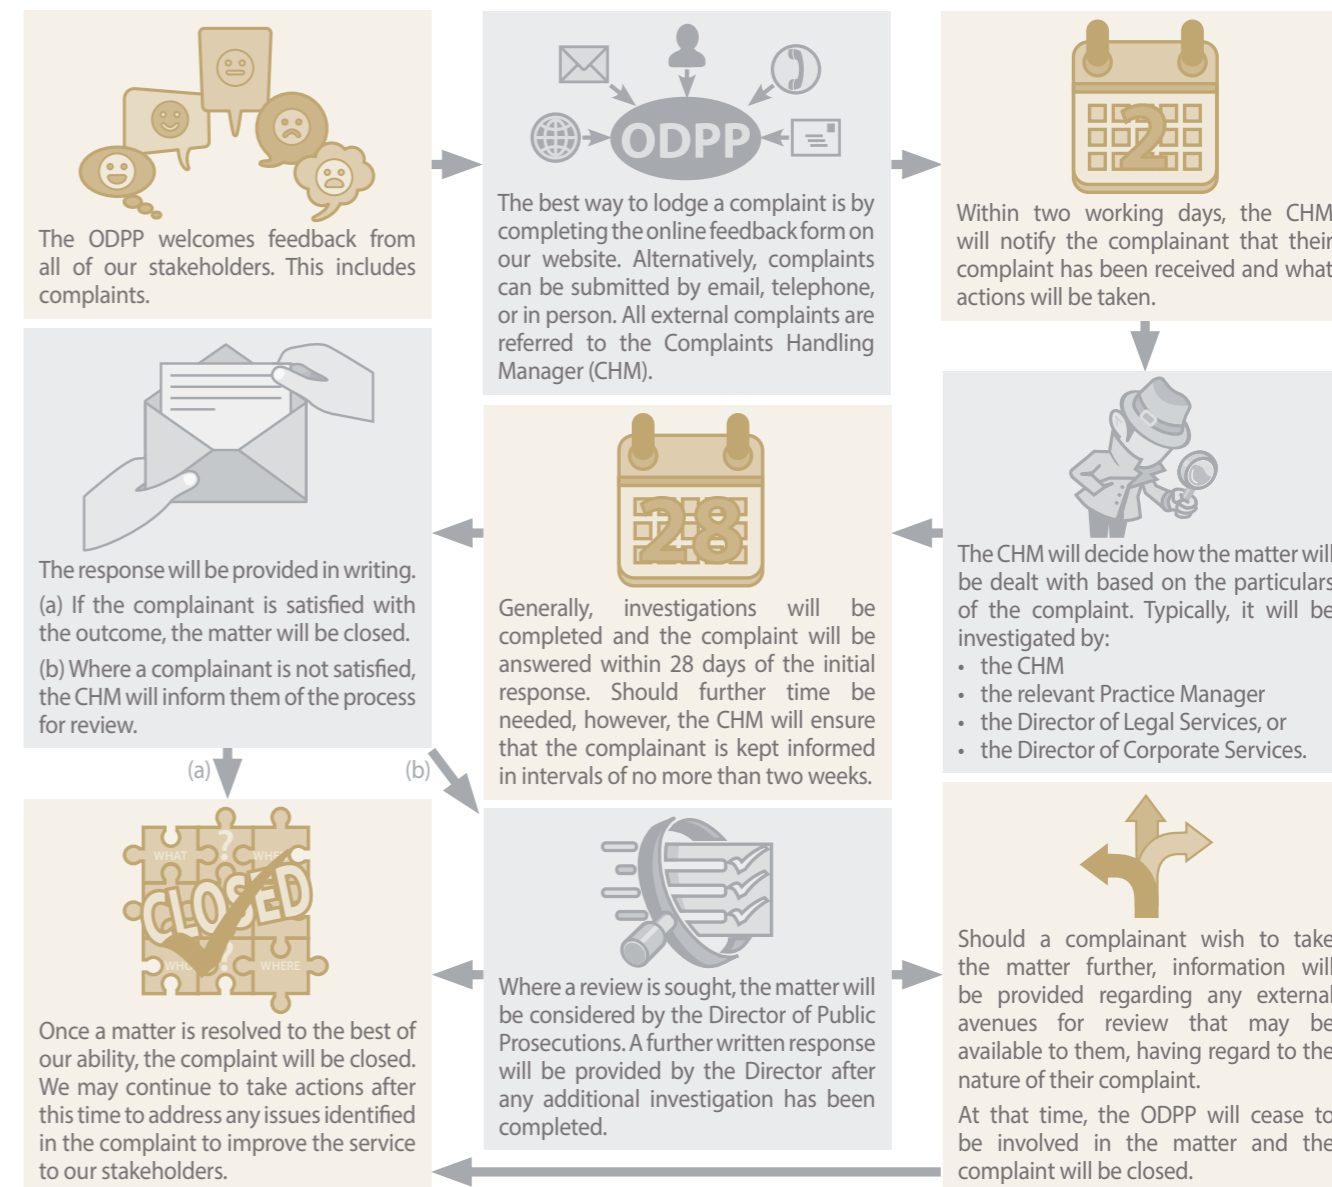 The ODPP welcomes feedback from
all of our stakeholders. This includes
complaints.
ODPP
The best way to lodge a complaint is by
completing the online feedback form on
our website. Alternatively, complaints
can be submitted by email, telephone,
or in person. All external complaints are
referred to the Complaints Handling
Manager (CHM).
2
Within two working days, the CHM
will notify the complainant that their
complaint has been received and what
actions will be taken.
The CHM will decide how the matter will
be dealt with based on the particulars
of the complaint. Typically, it will be
investigated by:
• the CHM
• the relevant Practice Manager
• the Director of Legal Services, or
• the Director of Corporate Services.
28
Generally, investigations will be
completed and the complaint will be
answered within 28 days of the initial
response. Should further time be
needed, however, the CHM will ensure
that the complainant is kept informed
in intervals of no more than two weeks.
The response will be provided in writing.
(a) If the complainant is satisfied with
the outcome, the matter will be closed.
(b) Where a complainant is not satisfied,
the CHM will inform them of the process
for review.
(a)
(b)
WHAT ?
CLOSED
? WHERE
Once a matter is resolved to the best of
our ability, the complaint will be closed.
We may continue to take actions after
this time to address any issues identified
in the complaint to improve the service
to our stakeholders.
Where a review is sought, the matter will
be considered by the Director of Public
Prosecutions. A further written response
will be provided by the Director after
any additional investigation has been
completed.
Should a complainant wish to take
the matter further, information will
be provided regarding any external
avenues for review that may be
available to them, having regard to the
nature of their complaint.
At that time, the ODPP will cease to
be involved in the matter and the
complaint will be closed.